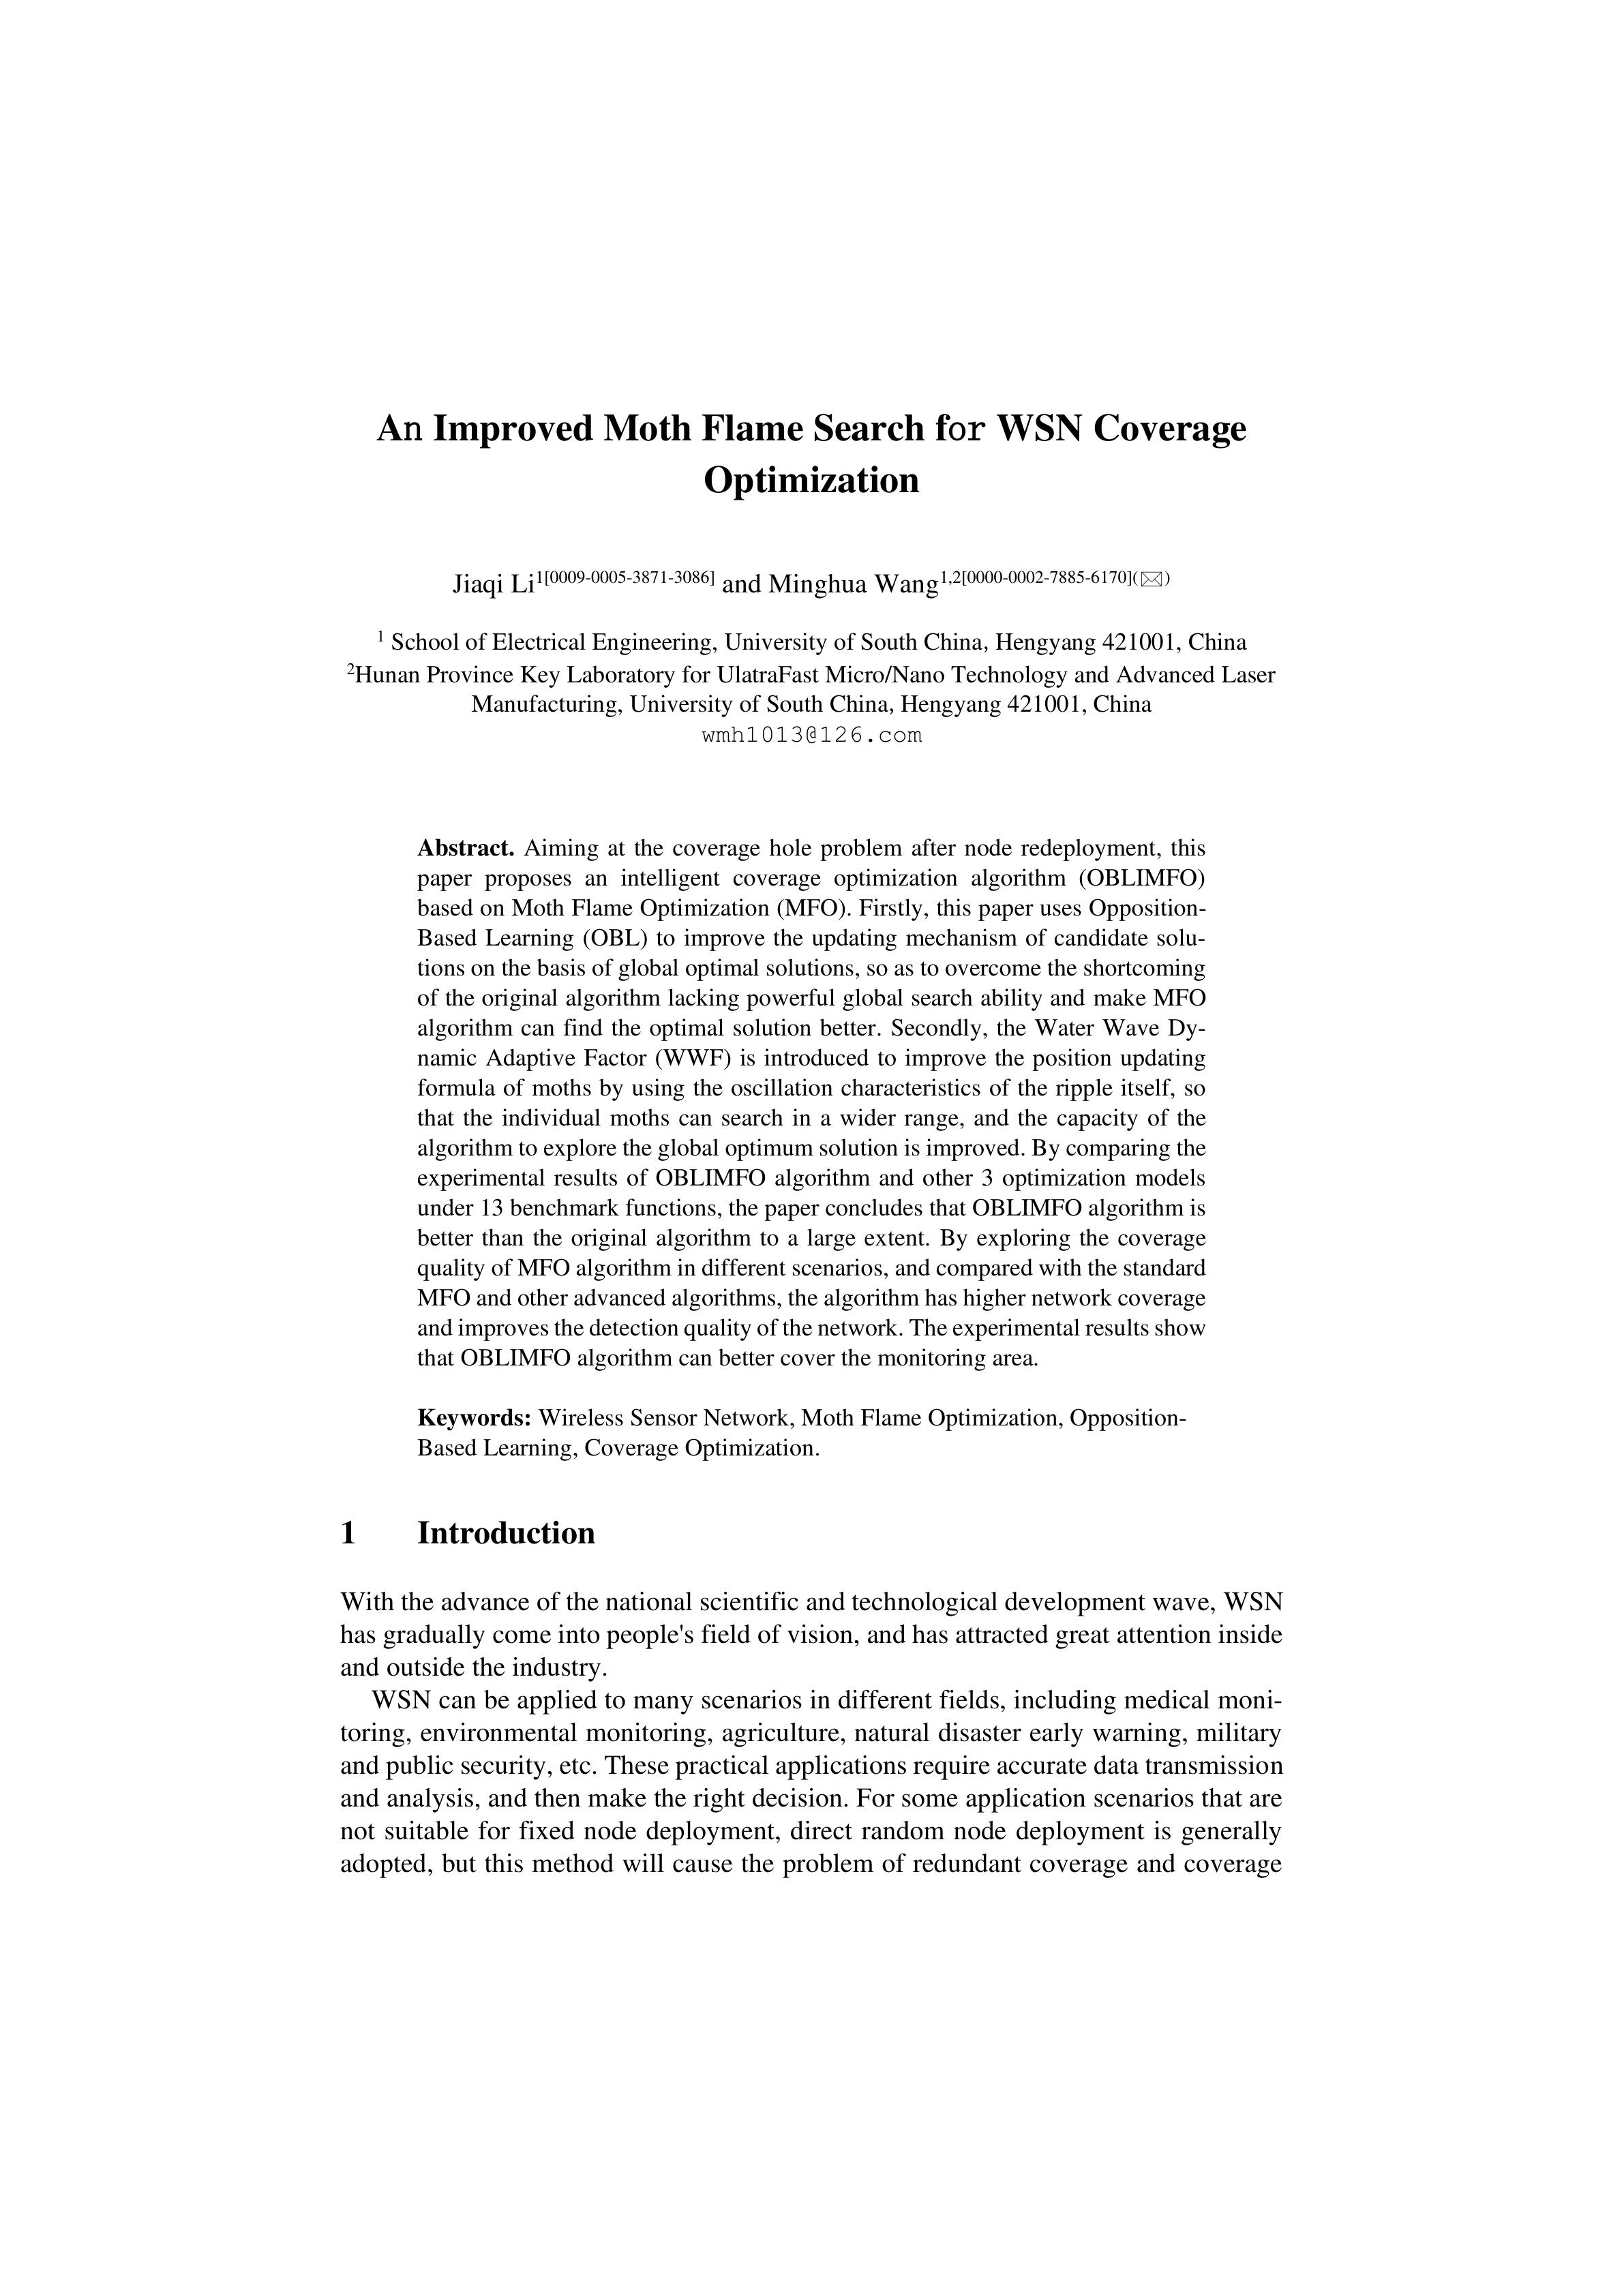 An Improved Moth Flame Search for WSN Coverage
Optimization
Jiaqi Li1[0009-0005-3871-3086] and Minghua Wang1,2[0000-0002-7885-6170](✉)
1 School of Electrical Engineering, University of South China, Hengyang 421001, China
2Hunan Province Key Laboratory for UlatraFast Micro/Nano Technology and Advanced Laser
Manufacturing, University of South China, Hengyang 421001, China
wmh1013@126.com
Abstract. Aiming at the coverage hole problem after node redeployment, this
paper proposes an intelligent coverage optimization algorithm (OBLIMFO)
based on Moth Flame Optimization (MFO). Firstly, this paper uses Opposition-
Based Learning (OBL) to improve the updating mechanism of candidate solu-
tions on the basis of global optimal solutions, so as to overcome the shortcoming
of the original algorithm lacking powerful global search ability and make MFO
algorithm can find the optimal solution better. Secondly, the Water Wave Dy-
namic Adaptive Factor (WWF) is introduced to improve the position updating
formula of moths by using the oscillation characteristics of the ripple itself, so
that the individual moths can search in a wider range, and the capacity of the
algorithm to explore the global optimum solution is improved. By comparing the
experimental results of OBLIMFO algorithm and other 3 optimization models
under 13 benchmark functions, the paper concludes that OBLIMFO algorithm is
better than the original algorithm to a large extent. By exploring the coverage
quality of MFO algorithm in different scenarios, and compared with the standard
MFO and other advanced algorithms, the algorithm has higher network coverage
and improves the detection quality of the network. The experimental results show
that OBLIMFO algorithm can better cover the monitoring area.
Keywords: Wireless Sensor Network, Moth Flame Optimization, Opposition-
Based Learning, Coverage Optimization.
1 Introduction
With the advance of the national scientific and technological development wave, WSN
has gradually come into people's field of vision, and has attracted great attention inside
and outside the industry.
WSN can be applied to many scenarios in different fields, including medical moni-
toring, environmental monitoring, agriculture, natural disaster early warning, military
and public security, etc. These practical applications require accurate data transmission
and analysis, and then make the right decision. For some application scenarios that are
not suitable for fixed node deployment, direct random node deployment is generally
adopted, but this method will cause the problem of redundant coverage and coverage